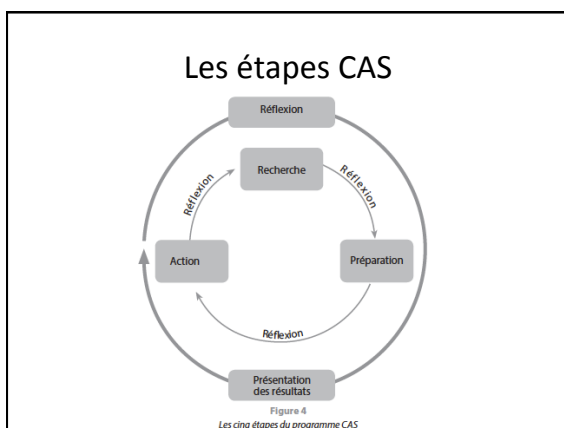 Les étapes CAS
Réflexion
Recherche
Réflexion
Réflexion
Action
Préparation
Réflexion
Présentation
des résultats
Figure 4
Les cinq étapes du programme CAS